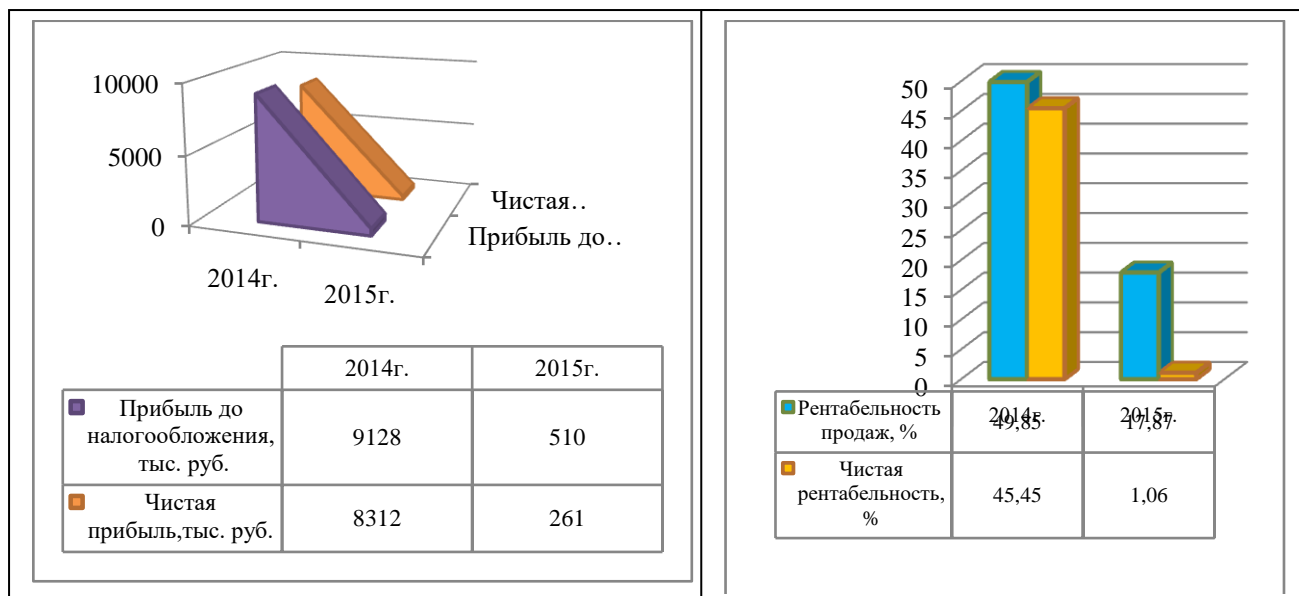 10000
5000
0
Чистая..
Прибыль до..
2014г.
2015г.
2014г. 2015г.
Прибыль до
налогообложения,
тыс. руб.
9128 510
Чистая
прибыль,тыс. руб.
8312 261
50
45
40
35
30
25
20
15
10
5
0
2014г. 2015г.
Рентабельность
продаж, %
49,85 17,87
Чистая
рентабельность,
%
45,45 1,06